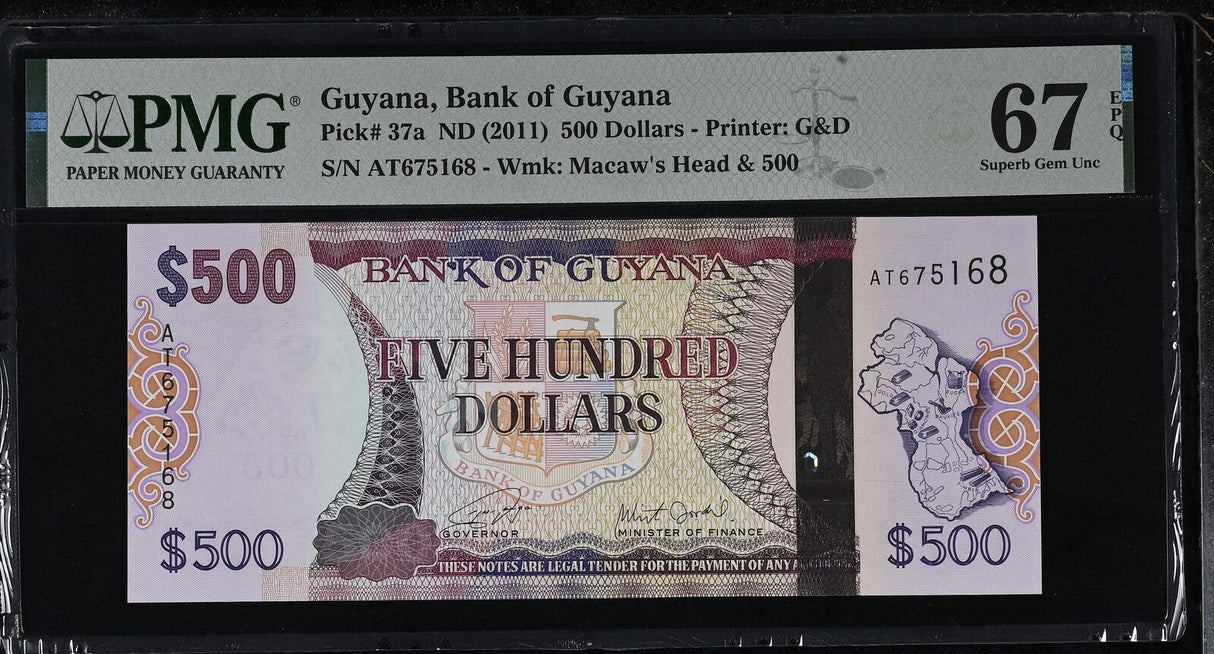 PMG®
PAPER MONEY GUARANTY
Guyana, Bank of Guyana
Pick# 37a ND (2011) 500 Dollars - Printer: G&D
S/N AT675168 - Wmk: Macaw's Head & 500
67
EPQ
Superb Gem Unc
$500
BANK OF GUYANA
AT675168
AT675168
FIVE HUNDRED
DOLLARS
BANK OF GUYANA
GOVERNOR
MINISTER OF FINANCE
$500
$500
THESE NOTES ARE LEGAL TENDER FOR THE PAYMENT OF ANY A